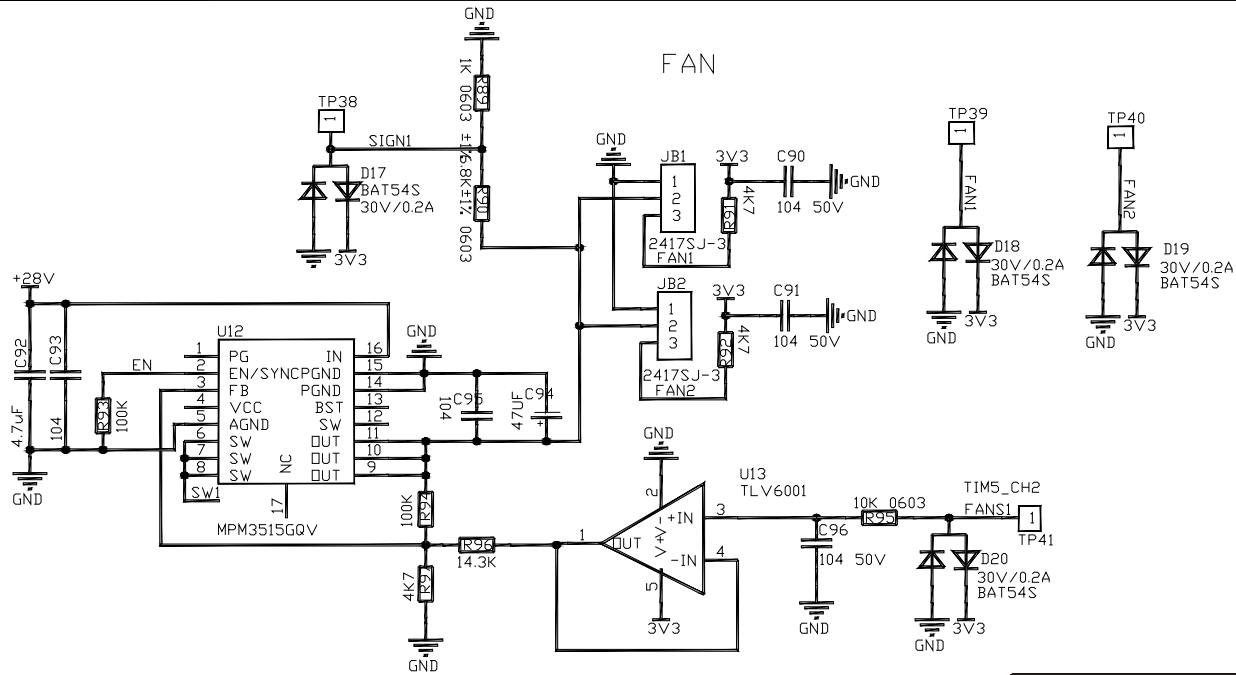 FAN
GND
R89
1K 0603 ±1%
TP38
1
SIGN1
D17
BAT54S
30V/0.2A
3V3
R90
6.8K±1% 0603
GND
JB1
1
2
3
2417SJ-3
FAN1
3V3
4K7
R91
C90
104 50V
GND
JB2
1
2
3
2417SJ-3
FAN2
3V3
4K7
R92
C91
104 50V
GND
TP39
1
FAN1
D18
30V/0.2A
BAT54S
GND
3V3
TP40
1
FAN2
D19
30V/0.2A
BAT54S
GND
3V3
+28V
C92
4.7uF
C93
104
GND
EN
R93
100K
U12
1 PG
2 EN/SYNC
3 FB
4 VCC
5 AGND
6 SW
7 SW
8 SW
SW1
NC
17
IN 16
PGND 15
PGND 14
BST 13
SW 12
OUT 11
OUT 10
OUT 9
MPM3515GQV
GND
C95
104
C94
47UF
+
R94
100K
R96
14.3K
4K7
GND
GND
U13
TLV6001
2
V-
V+
+IN 3
-IN 4
OUT 1
5
3V3
C96
104 50V
GND
10K 0603
R95
TIM5_CH2
FANS1
1
TP41
D20
30V/0.2A
BAT54S
GND
3V3